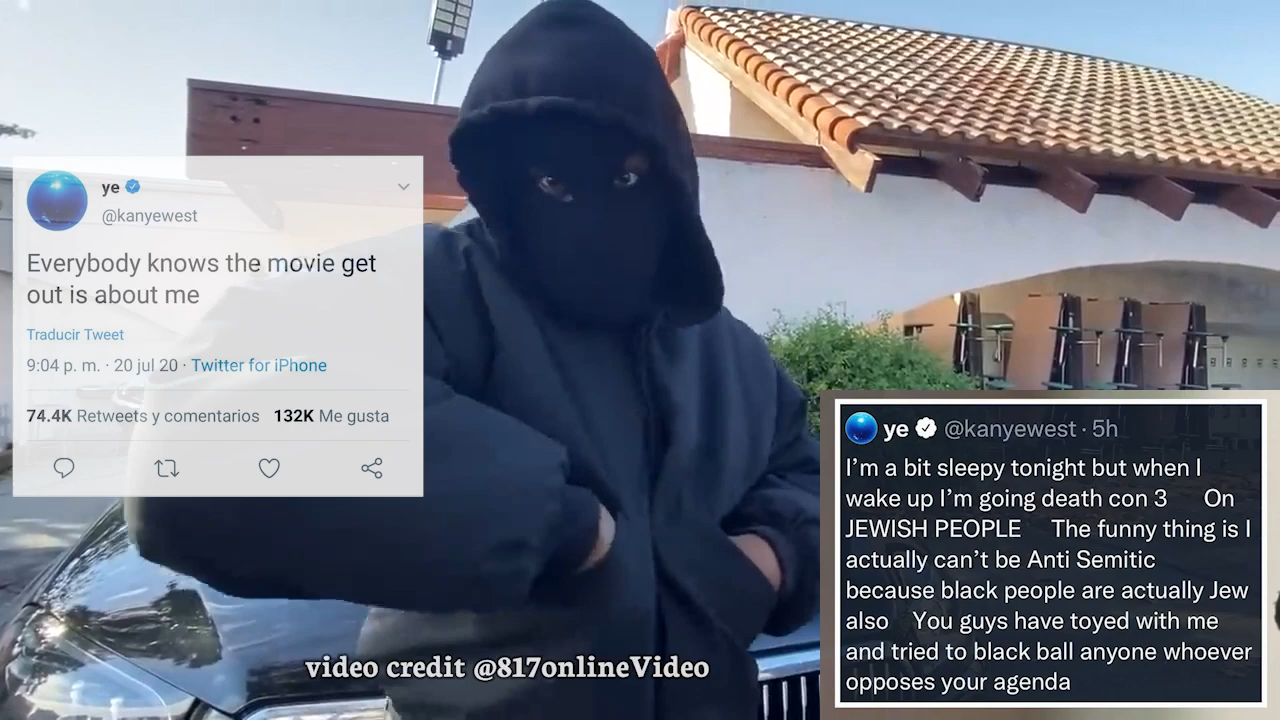 ye
@kanyewest
Everybody knows the movie get
out is about me
Traducir Tweet
9:04 p. m. · 20 jul 20 · Twitter for iPhone
74.4K Retweets y comentarios 132K Me gusta
ye @kanyewest · 5h
I'm a bit sleepy tonight but when I
wake up I'm going death con 3 On
JEWISH PEOPLE The funny thing is I
actually can't be Anti Semitic
because black people are actually Jew
also You guys have toyed with me
and tried to black ball anyone whoever
opposes your agenda
video credit @817onlineVideo